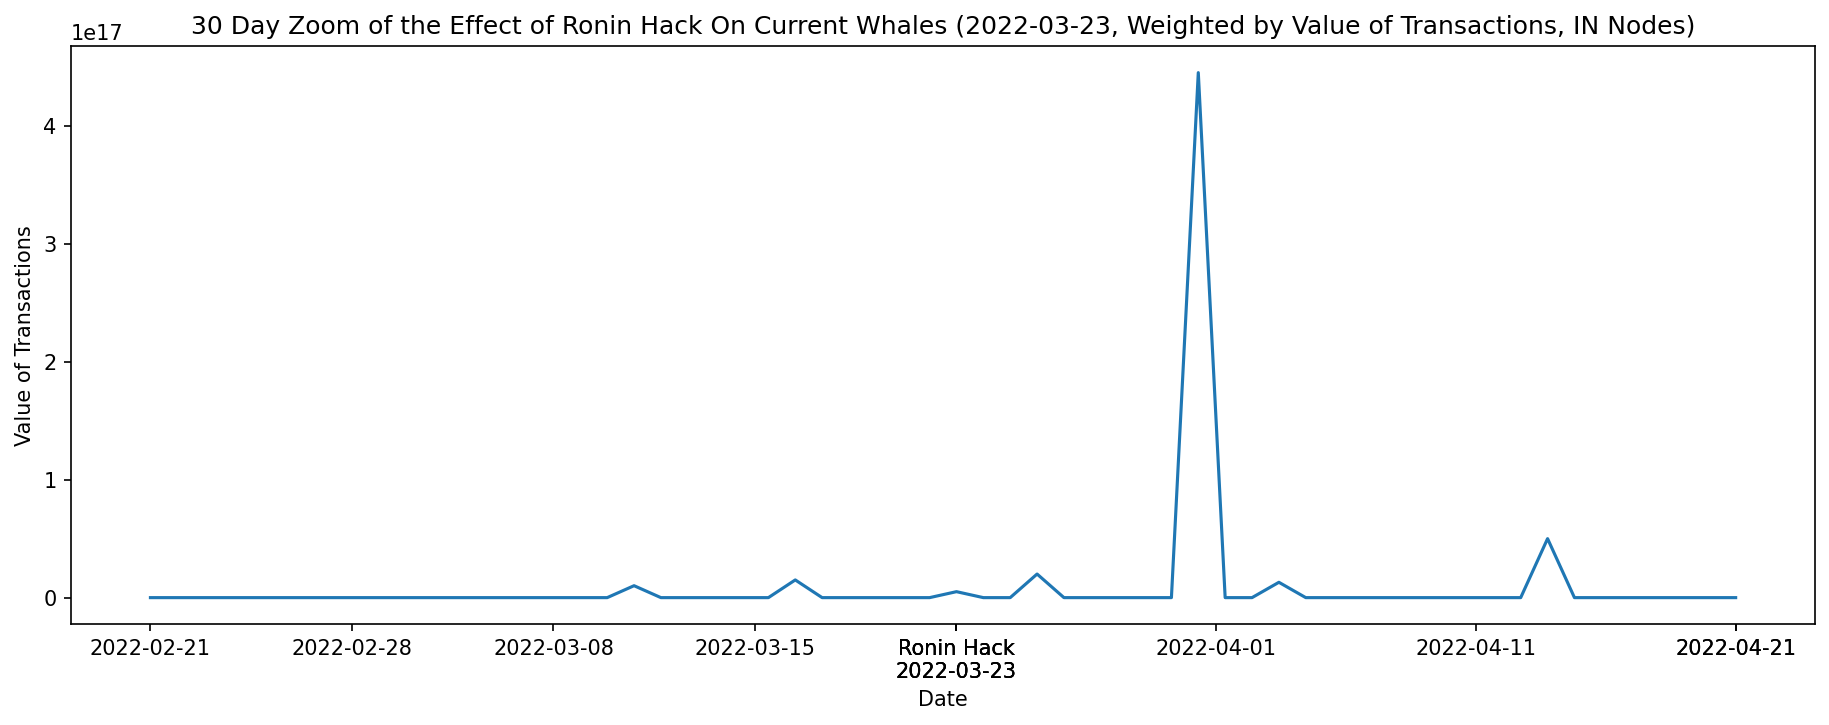 30 Day Zoom of the Effect of Ronin Hack On Current Whales (2022-03-23, Weighted by Value of Transactions, IN Nodes)
1e17
4
3
2
1
0
Value of Transactions
2022-02-21
2022-02-28
2022-03-08
2022-03-15
Ronin Hack
2022-03-23
2022-04-01
2022-04-11
2022-04-21
Date